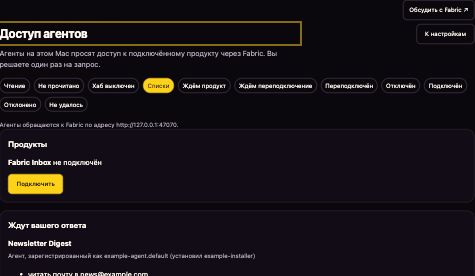 Обсудить с Fabric ↗
Доступ агентов
К настройкам
Агенты на этом Mac просят доступ к подключённому продукту через Fabric. Вы
решаете один раз на запрос.
Чтение Не прочитано Хаб выключен Списки Ждём продукт Ждём переподключение Переподключён Отключён Подключён
Отклонено Не удалось
Агенты обращаются к Fabric по адресу http://127.0.0.1:47070.
Продукты
Fabric Inbox не подключён
Подключить
Ждут вашего ответа
Newsletter Digest
Агент, зарегистрированный как example-agent.default (установил example-installer)
• читать почту в news@example.com